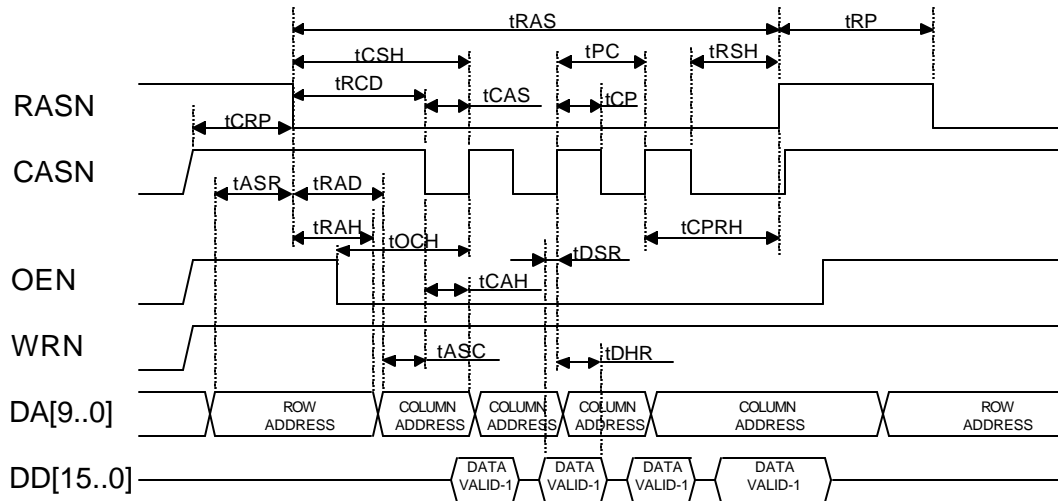 tRAS
tRP
tCSH
tPC
tRSH
tRCD
tCAS
tCP
RASN
tCRP
CASN
tASR
tRAD
tRAH
tOCH
tCPRH
tDSR
OEN
tCAH
WRN
tASC
tDHR
DA[9..0]
ROW
ADDRESS
COLUMN
ADDRESS
COLUMN
ADDRESS
COLUMN
ADDRESS
COLUMN
ADDRESS
ROW
ADDRESS
DD[15..0]
DATA
VALID-1
DATA
VALID-1
DATA
VALID-1
DATA
VALID-1